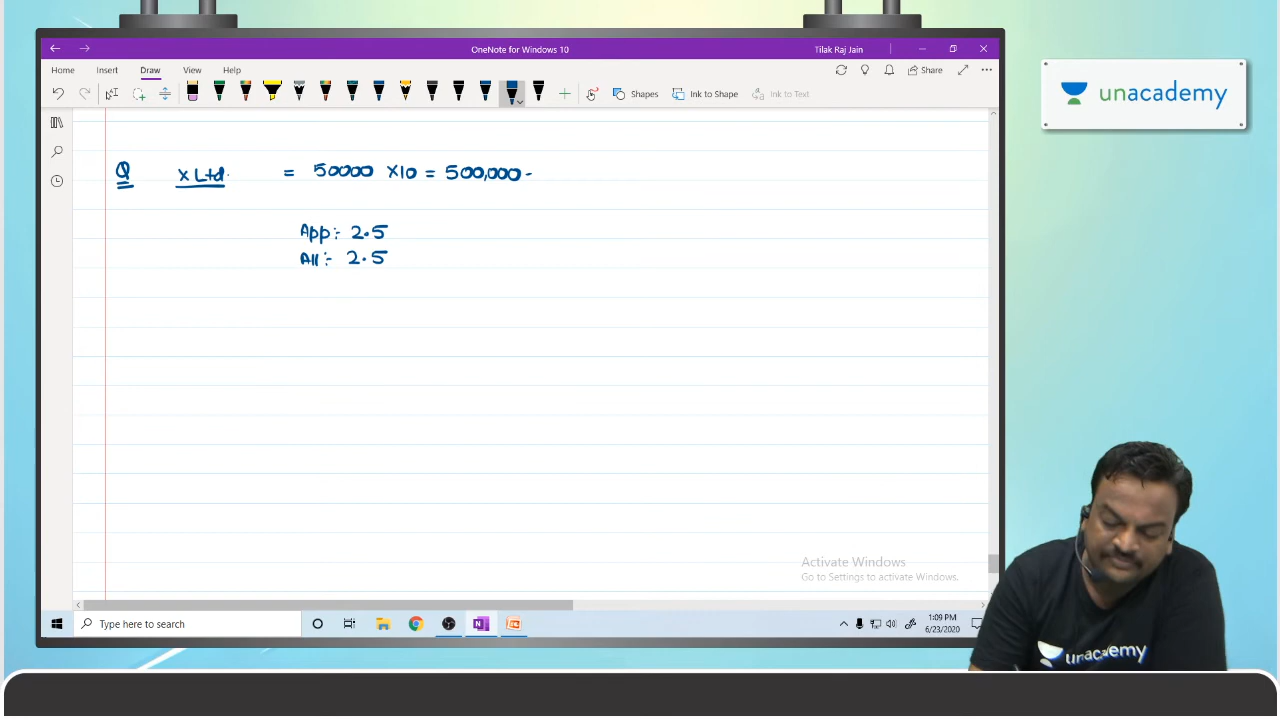 OneNote for Windows 10
Tilak Raj Jain
Home Insert Draw View Help
Share
Shapes
Ink to Shape
Ink to Text
unacademy
Q X Ltd. = 50000 X10 = 500,000 -
App :- 2.5
All :- 2.5
Activate Windows
Go to Settings to activate Windows.
Type here to search
1:09 PM
6/23/2020
unacademy